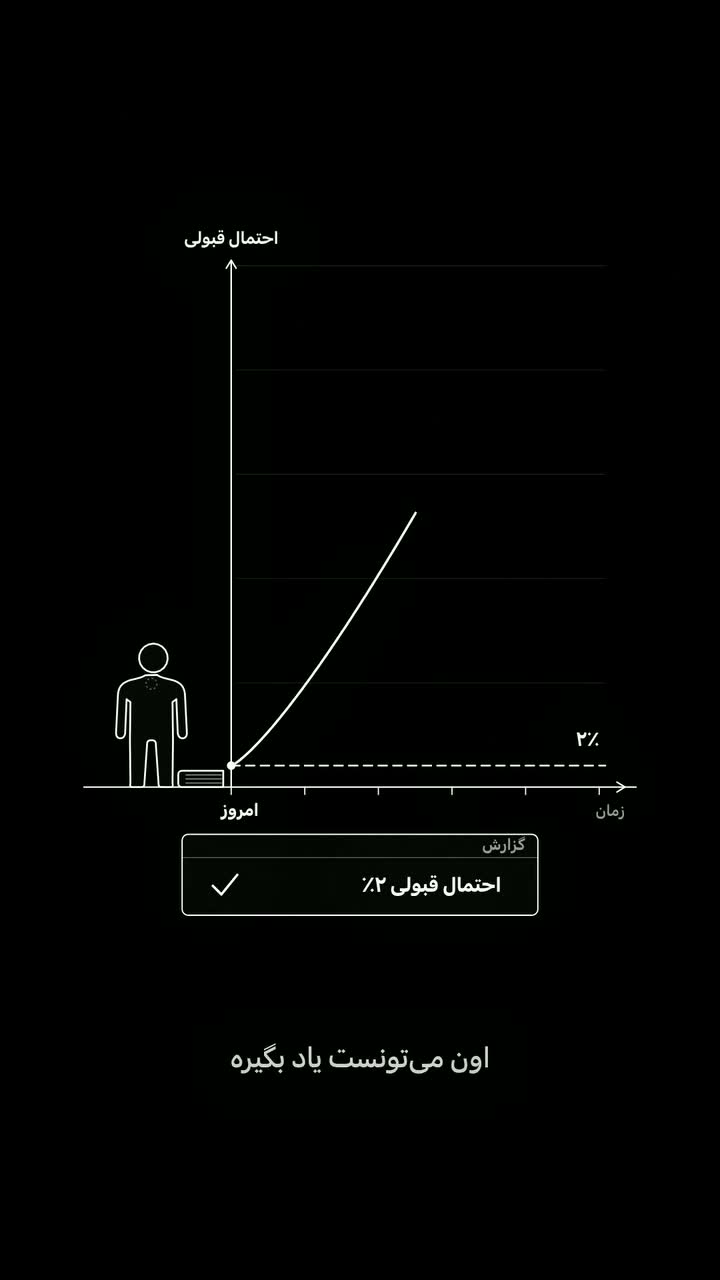 احتمال قبولی
۲٪
امروز
زمان
گزارش
احتمال قبولی ۲٪
اون می‌تونست یاد بگیره